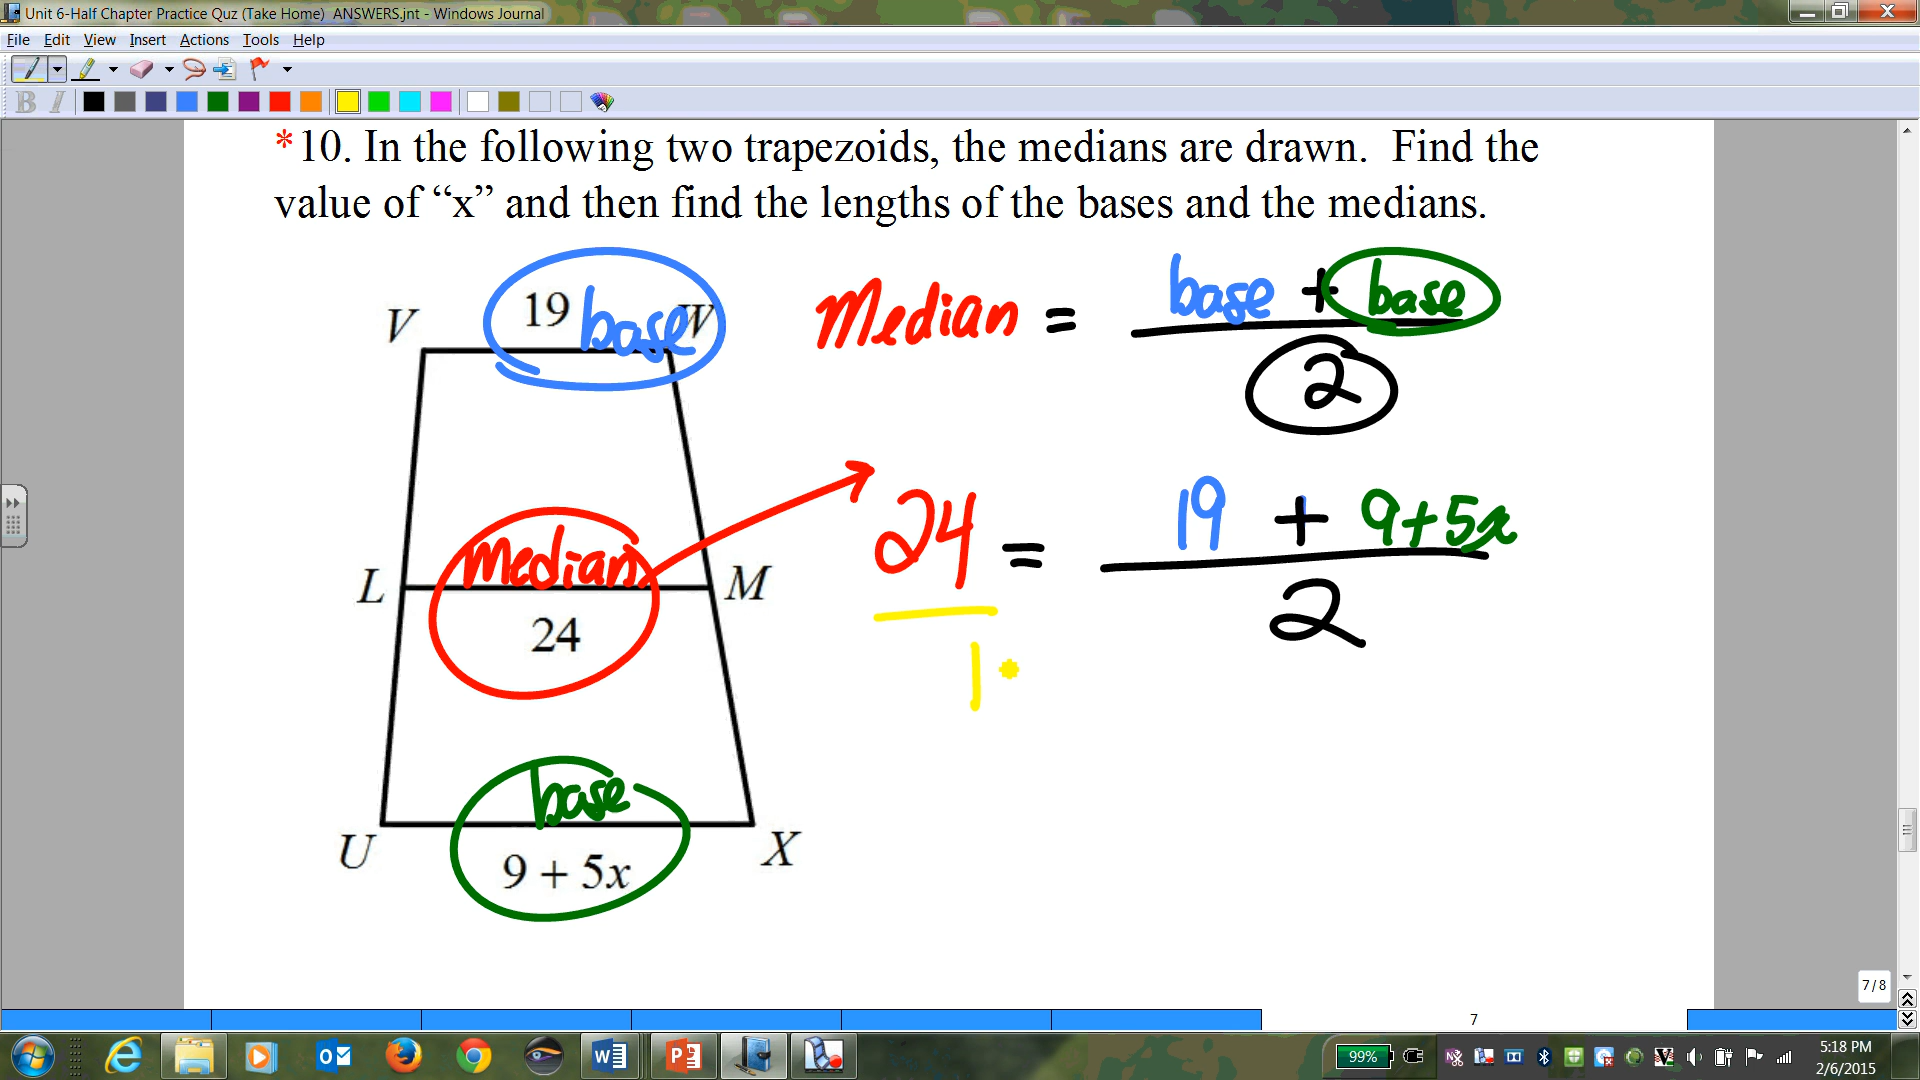 Unit 6-Half Chapter Practice Quz (Take Home)  ANSWERS.jnt - Windows Journal
File Edit View Insert Actions Tools Help
B I
*10. In the following two trapezoids, the medians are drawn.  Find the
value of “x” and then find the lengths of the bases and the medians.
V 19 base W
Median = base + base
2
24 = 19 + 9+5x
2
1
L Median M
24
base
U 9 + 5x X
7 / 8
7
99%
5:18 PM
2/6/2015